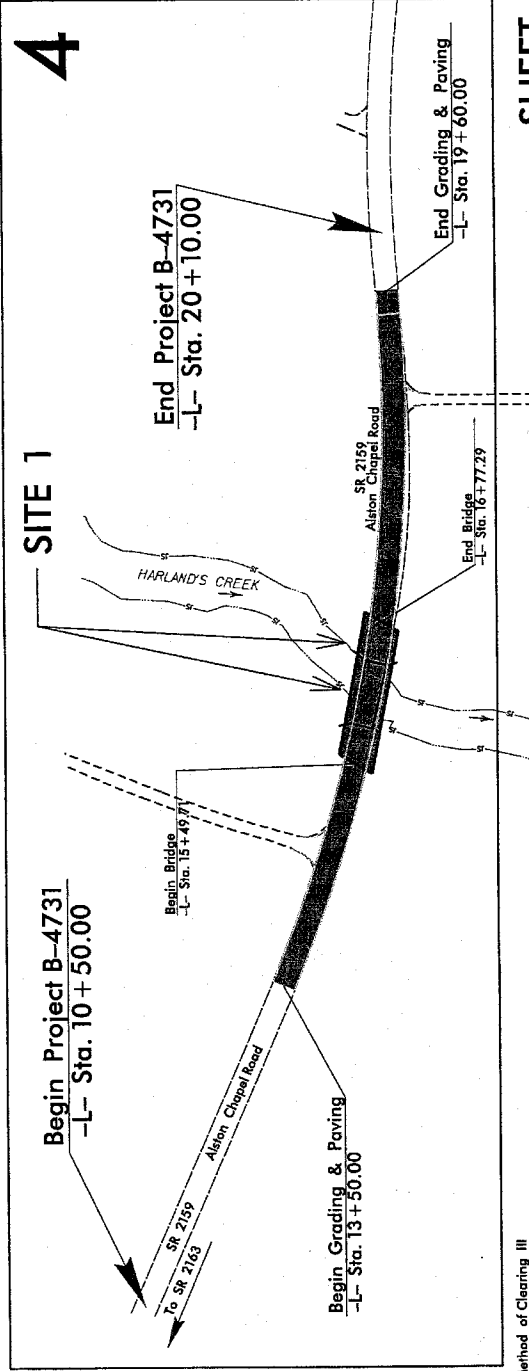 4
SITE 1
Begin Project B–4731
–L– Sta. 10+50.00
End Project B–4731
–L– Sta. 20+10.00
HARLAND'S CREEK
Begin Bridge
–L– Sta. 15+49.71
SR 2159
Alston Chapel Road
To SR 2163
SR 2159
Alston Chapel Road
End Bridge
–L– Sta. 16+77.29
End Grading & Paving
–L– Sta. 19+60.00
Begin Grading & Paving
–L– Sta. 13+50.00
ethod of Clearing III